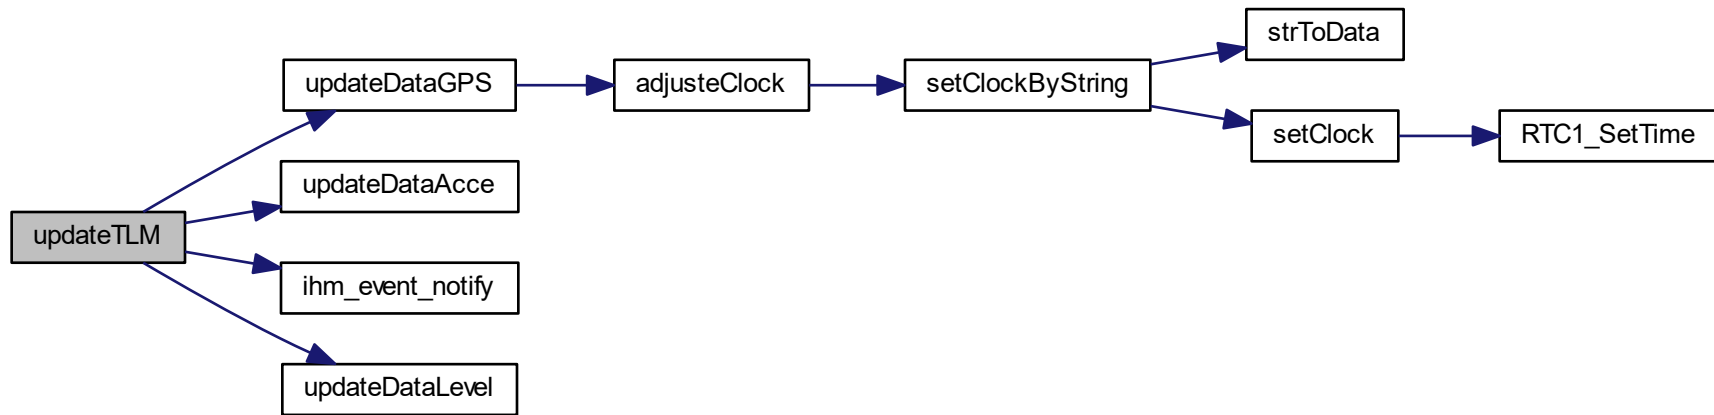 strToData
updateDataGPS
adjusteClock
setClockByString
setClock
RTC1_SetTime
updateDataAcce
updateTLM
ihm_event_notify
updateDataLevel